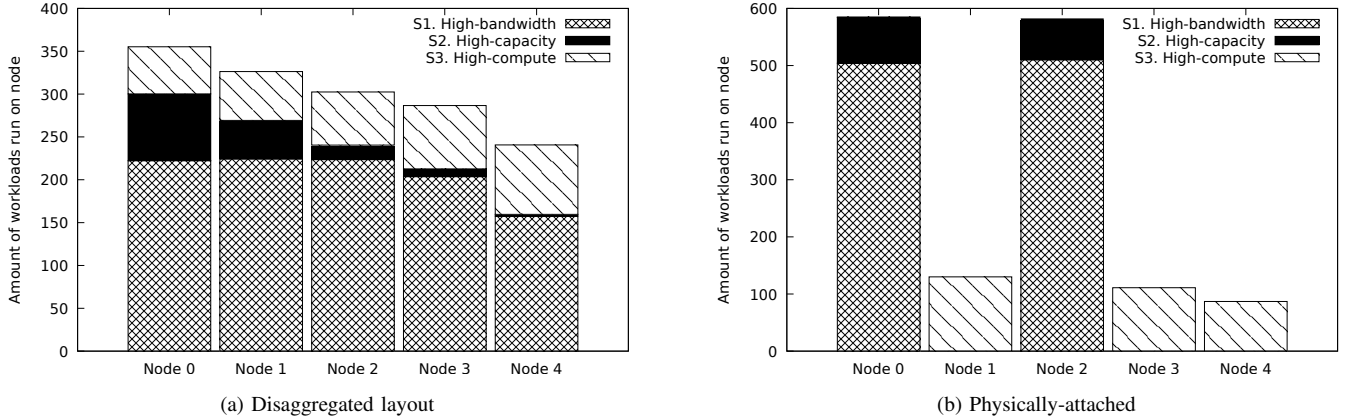 400
350
300
250
200
150
100
50
0
Amount of workloads run on node
S1. High-bandwidth
S2. High-capacity
S3. High-compute
Node 0 Node 1 Node 2 Node 3 Node 4
(a) Disaggregated layout
600
500
400
300
200
100
0
Amount of workloads run on node
S1. High-bandwidth
S2. High-capacity
S3. High-compute
Node 0 Node 1 Node 2 Node 3 Node 4
(b) Physically-attached